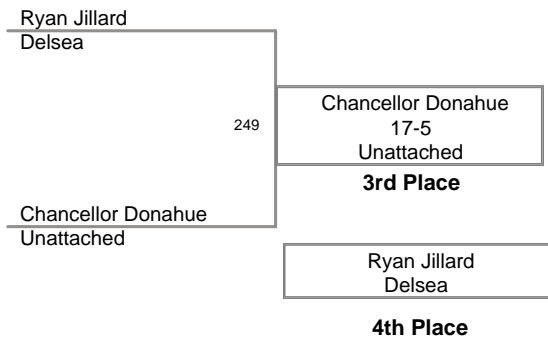 Ryan Jillard
Delsea
249
Chancellor Donahue
17-5
Unattached
3rd Place
Chancellor Donahue
Unattached
Ryan Jillard
Delsea
4th Place